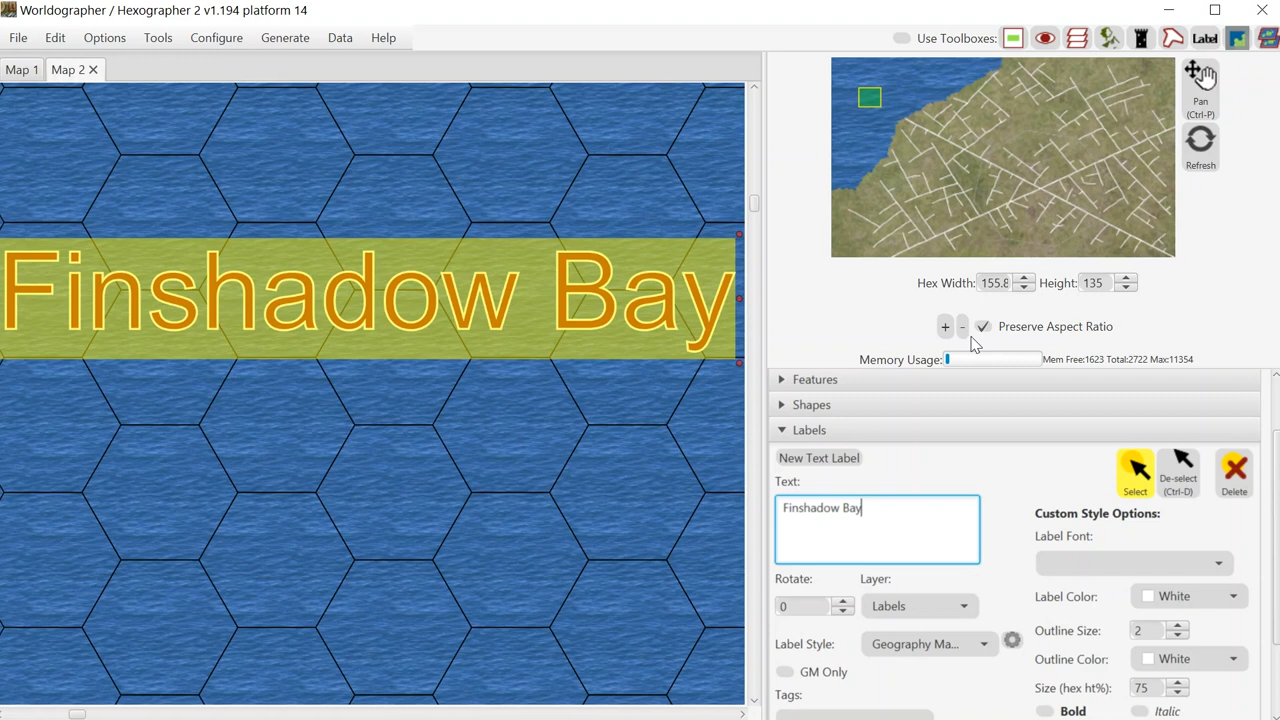 Worldographer / Hexographer 2 v1.194 platform 14
File Edit Options Tools Configure Generate Data Help
Use Toolboxes: Label
Map 1 Map 2
Pan
(Ctrl-P)
Refresh
Finshadow Bay
Hex Width: 155.8 Height: 135
+ - Preserve Aspect Ratio
Memory Usage: Mem Free:1623 Total:2722 Max:11354
Features
Shapes
Labels
New Text Label
Text:
Finshadow Bay
Select
De-select
(Ctrl-D)
Delete
Custom Style Options:
Label Font:
Rotate: Layer:
0 Labels
Label Color: White
Outline Size: 2
Label Style: Geography Ma...
Outline Color: White
GM Only
Size (hex ht%): 75
Tags:
Bold Italic